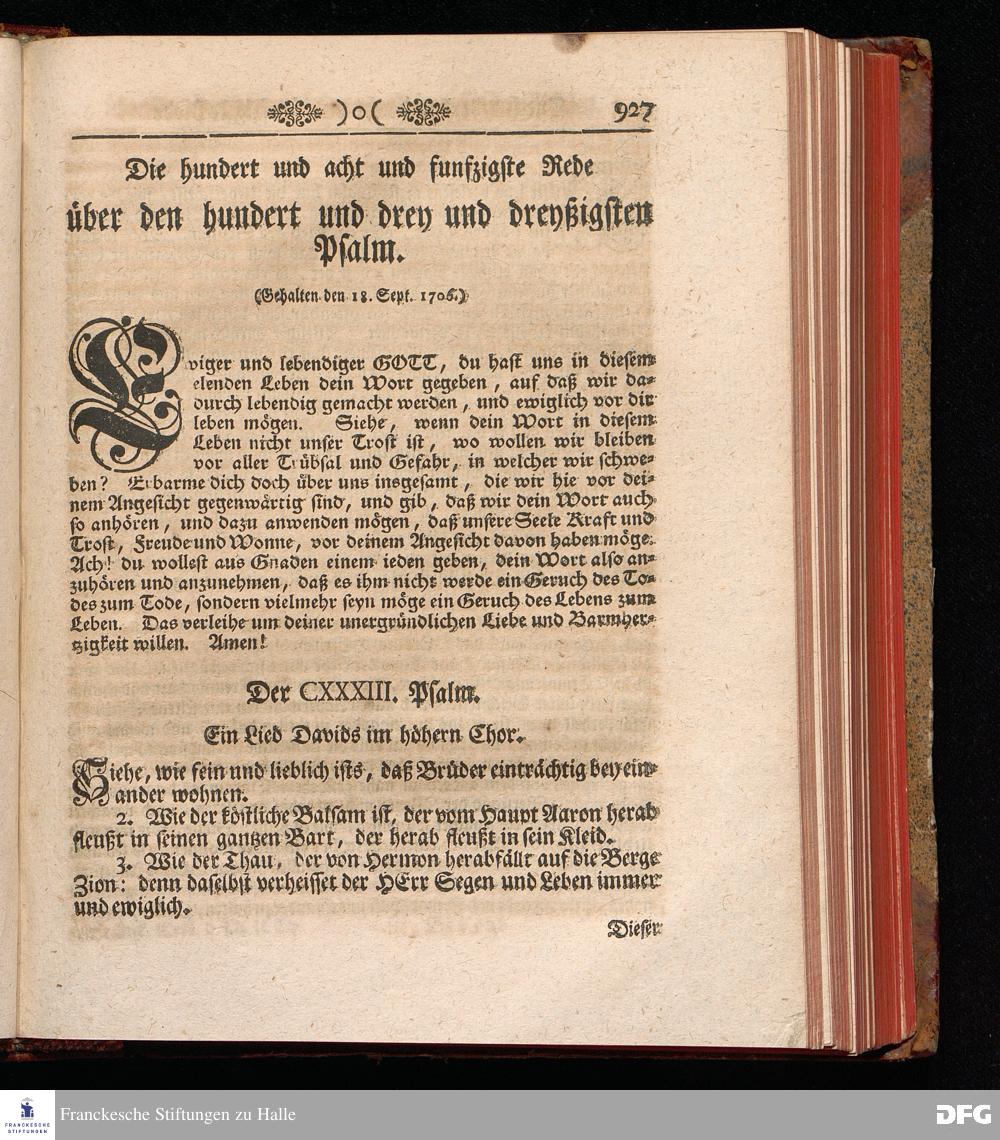 )o( 927
Die hundert und acht und funfzigste Rede
über den hundert und drey und dreyßigsten
Psalm.
(Gehalten den 18. Sept. 1706.)
Ewiger und lebendiger GOTT, du hast uns in diesem
elenden Leben dein Wort gegeben, auf daß wir da-
durch lebendig gemacht werden, und ewiglich vor dir
leben mögen. Siehe, wenn dein Wort in diesem
Leben nicht unser Trost ist, wo wollen wir bleiben
vor aller Trübsal und Gefahr, in welcher wir schwe-
ben? Erbarme dich doch über uns insgesamt, die wir hie vor dei-
nem Angesicht gegenwärtig sind, und gib, daß wir dein Wort auch
so anhören, und dazu anwenden mögen, daß unsere Seele Kraft und
Trost, Freude und Wonne, vor deinem Angesicht davon haben möge.
Ach! du wollest aus Gnaden einem ieden geben, dein Wort also an-
zuhören und anzunehmen, daß es ihm nicht werde ein Geruch des To-
des zum Tode, sondern vielmehr seyn möge ein Geruch des Lebens zum
Leben. Das verleihe um deiner unergründlichen Liebe und Barmher-
tzigkeit willen. Amen!
Der CXXXIII. Psalm.
Ein Lied Davids im höhern Chor.
Siehe, wie fein und lieblich ists, daß Brüder einträchtig bey ein-
ander wohnen.
2. Wie der köstliche Balsam ist, der vom Haupt Aaron herab
fleußt in seinen gantzen Bart, der herab fleußt in sein Kleid.
3. Wie der Thau, der von Hermon herabfällt auf die Berge
Zion: denn daselbst verheisset der HErr Segen und Leben immer
und ewiglich.
Dieser
FRANCKESCHE
STIFTUNGEN
Franckesche Stiftungen zu Halle
DFG